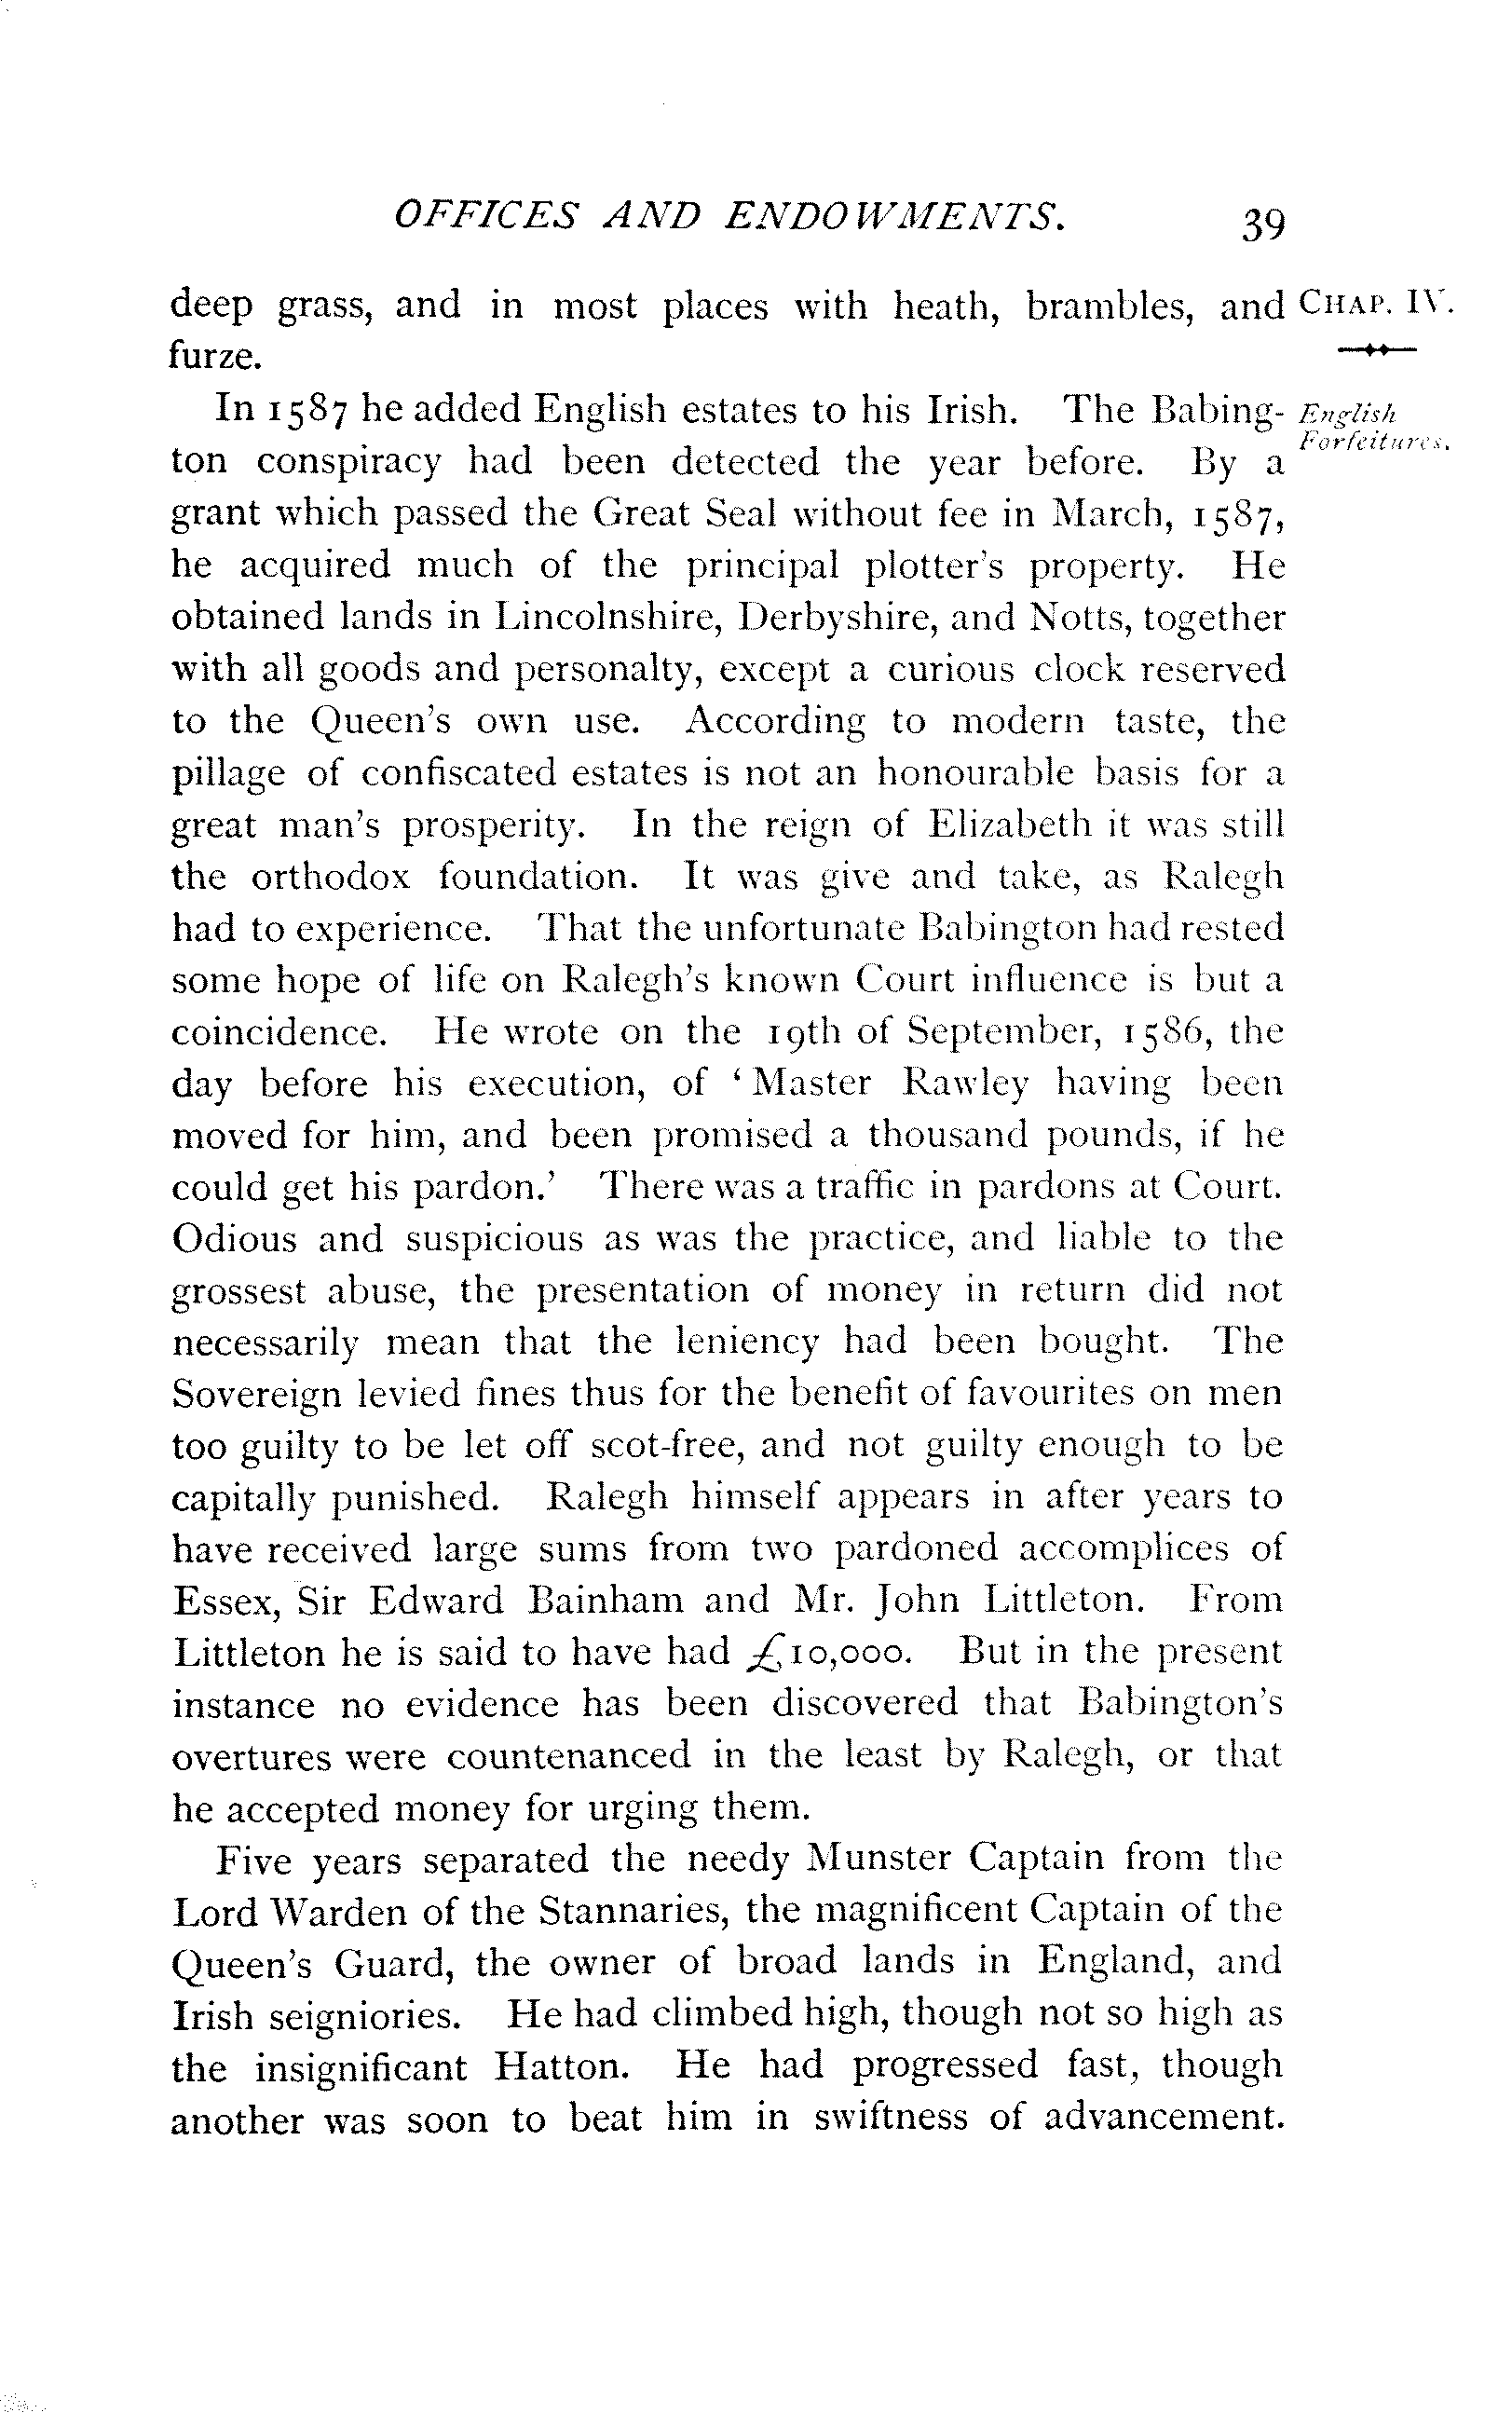 OFFICES AND ENDOWMENTS. 39
deep grass, and in most places with heath, brambles, and CHAP. IV.
furze.
In 1587 he added English estates to his Irish. The Babing- English
Forfeitures.
ton conspiracy had been detected the year before. By a
grant which passed the Great Seal without fee in March, 1587,
he acquired much of the principal plotter's property. He
obtained lands in Lincolnshire, Derbyshire, and Notts, together
with all goods and personalty, except a curious clock reserved
to the Queen's own use. According to modern taste, the
pillage of confiscated estates is not an honourable basis for a
great man's prosperity. In the reign of Elizabeth it was still
the orthodox foundation. It was give and take, as Ralegh
had to experience. That the unfortunate Babington had rested
some hope of life on Ralegh's known Court influence is but a
coincidence. He wrote on the 19th of September, 1586, the
day before his execution, of ‘Master Rawley having been
moved for him, and been promised a thousand pounds, if he
could get his pardon.’ There was a traffic in pardons at Court.
Odious and suspicious as was the practice, and liable to the
grossest abuse, the presentation of money in return did not
necessarily mean that the leniency had been bought. The
Sovereign levied fines thus for the benefit of favourites on men
too guilty to be let off scot-free, and not guilty enough to be
capitally punished. Ralegh himself appears in after years to
have received large sums from two pardoned accomplices of
Essex, Sir Edward Bainham and Mr. John Littleton. From
Littleton he is said to have had £10,000. But in the present
instance no evidence has been discovered that Babington's
overtures were countenanced in the least by Ralegh, or that
he accepted money for urging them.
Five years separated the needy Munster Captain from the
Lord Warden of the Stannaries, the magnificent Captain of the
Queen's Guard, the owner of broad lands in England, and
Irish seigniories. He had climbed high, though not so high as
the insignificant Hatton. He had progressed fast, though
another was soon to beat him in swiftness of advancement.